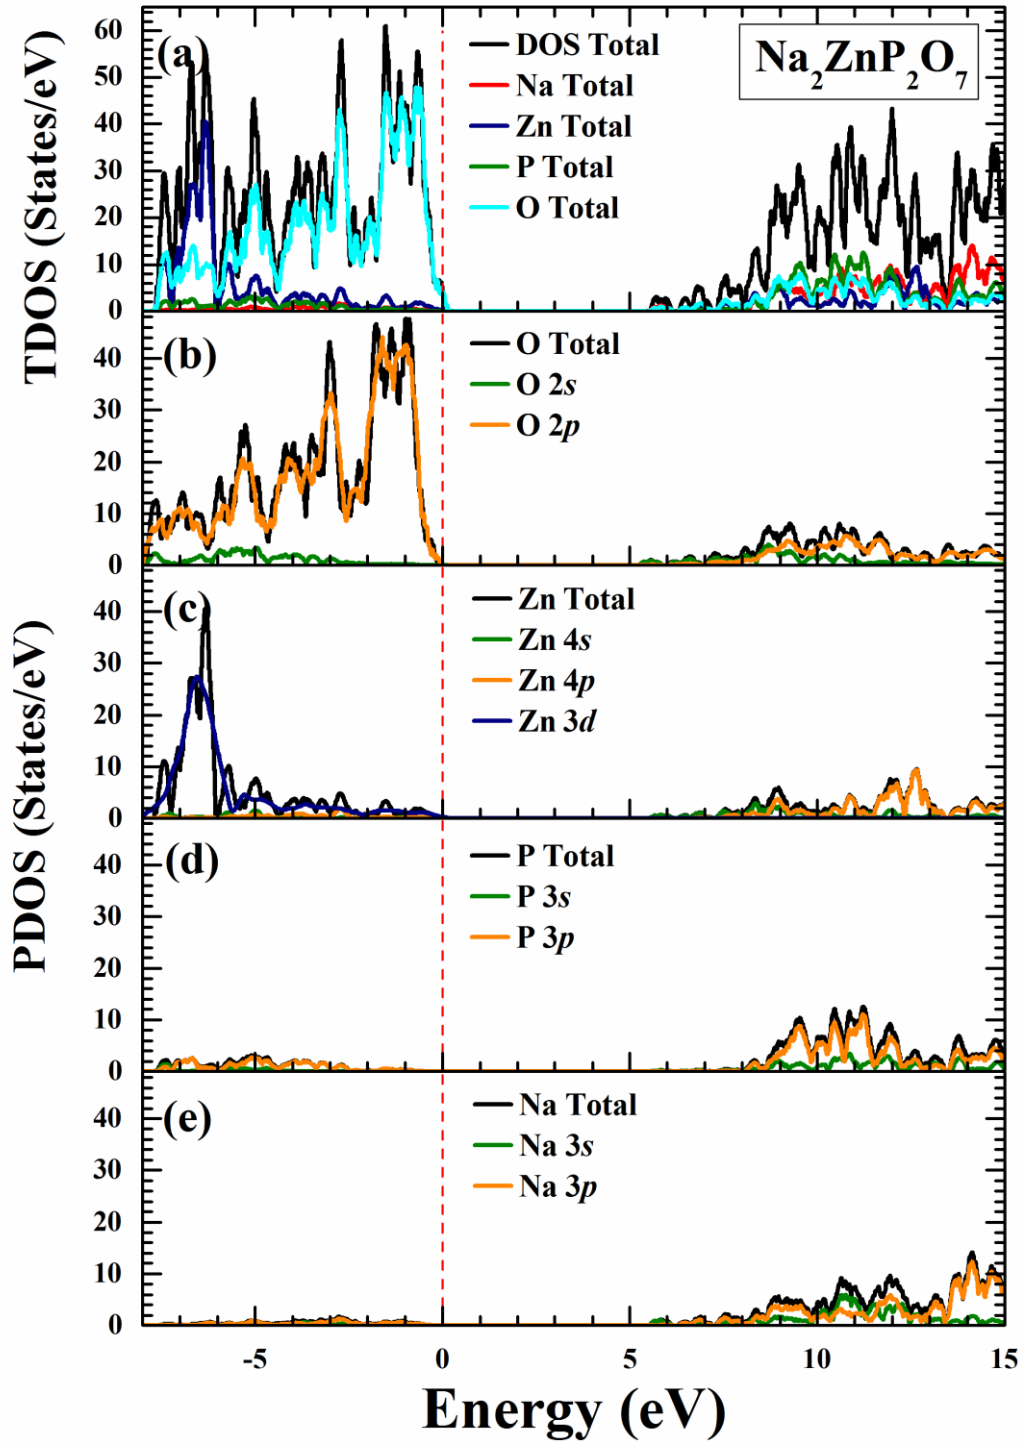 TDOS (States/eV)
PDOS (States/eV)
(a)
60
50
40
30
20
10
0
DOS Total
Na Total
Zn Total
P Total
O Total
Na₂ZnP₂O₇
(b)
40
30
20
10
0
O Total
O 2s
O 2p
(c)
40
30
20
10
0
Zn Total
Zn 4s
Zn 4p
Zn 3d
(d)
40
30
20
10
0
P Total
P 3s
P 3p
(e)
40
30
20
10
0
Na Total
Na 3s
Na 3p
-5 0 5 10 15
Energy (eV)